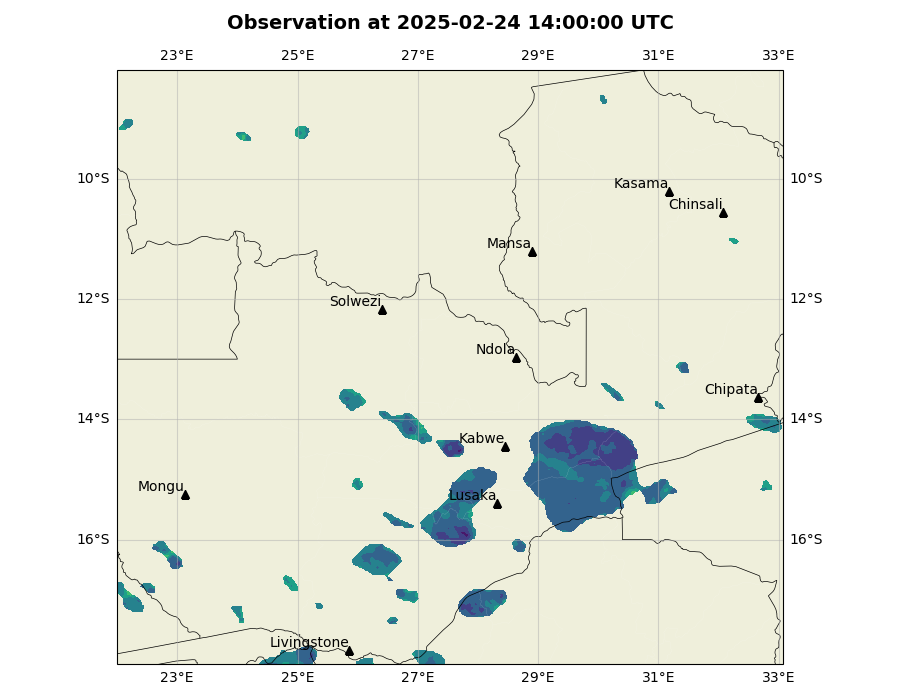 Observation at 2025-02-24 14:00:00 UTC
23°E 25°E 27°E 29°E 31°E 33°E
10°S 10°S
Kasama
Chinsali
Mansa
12°S 12°S
Solwezi
Ndola
Chipata
14°S 14°S
Kabwe
Mongu
Lusaka
16°S 16°S
Livingstone
23°E 25°E 27°E 29°E 31°E 33°E